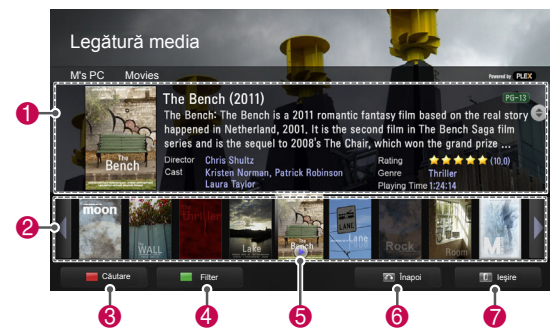 Legătură media
M's PC Movies
Powered by PLEX
The Bench (2011)
PG-13
The Bench: The Bench is a 2011 romantic fantasy film based on the real story
happened in Netherland, 2001. It is the second film in The Bench Saga film
series and is the sequel to 2008's The Chair, which won the grand prize ...
Director Chris Shultz
Cast Kristen Norman, Patrick Robinson
Laura Taylor
Rating (10.0)
Genre Thriller
Playing Time 1:24:14
The Bench
moon
WALL
thriller
Lake
The Bench
LANE
Lane
Rock
Room
M
Căutare
Filter
Înapoi
Ieşire
1
2
3
4
5
6
7